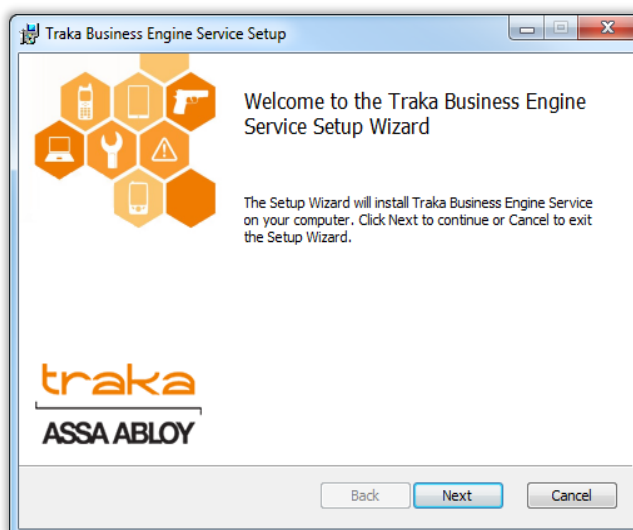 Traka Business Engine Service Setup
Welcome to the Traka Business Engine
Service Setup Wizard
The Setup Wizard will install Traka Business Engine Service
on your computer. Click Next to continue or Cancel to exit
the Setup Wizard.
traka
ASSA ABLOY
Back
Next
Cancel